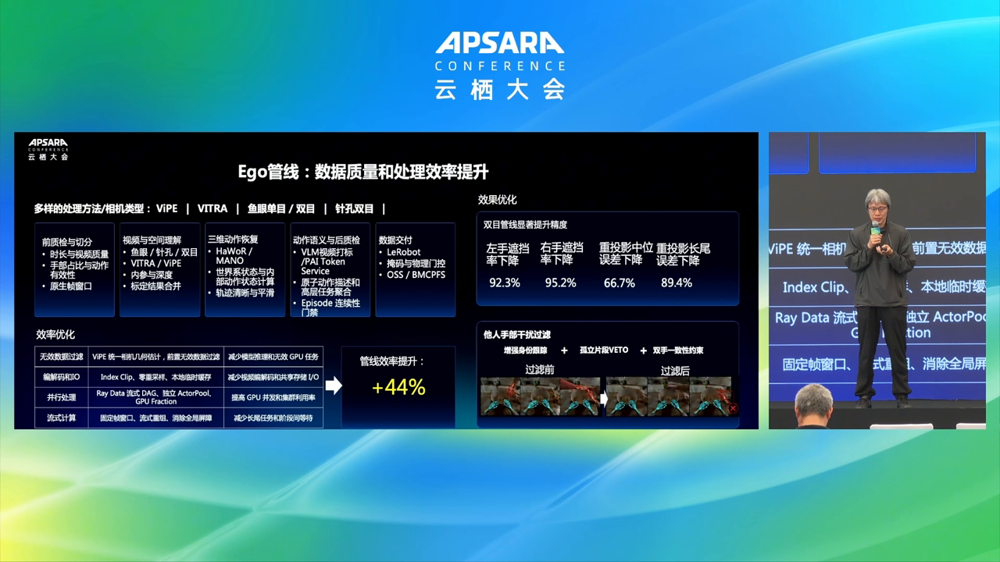 APSARA
CONFERENCE
云栖大会
APSARA
CONFERENCE
云栖大会
Ego管线：数据质量和处理效率提升
多样的处理方法/相机类型： ViPE | VITRA | 鱼眼单目 / 双目 | 针孔双目 |
前质检与切分
• 时长与视频质量
• 手部占比与动作
有效性
• 原生帧窗口
视频与空间理解
• 鱼眼 / 针孔 / 双目
• VITRA / ViPE
• 内参与深度
• 标定结果合并
三维动作恢复
• HaWoR /
MANO
• 世界系状态与内
部动作状态计算
• 轨迹清晰与平滑
动作语义与后质检
• VLM视频打标
/PAI Token
Service
• 原子动作描述和
高层任务聚合
• Episode 连续性
门禁
数据交付
• LeRobot
• 掩码与物理门控
• OSS / BMCPFS
效率优化
无效数据过滤 ViPE 统一相机几何估计，前置无效数据过滤 减少模型推理和无效 GPU 任务
编解码和IO Index Clip、零重采样、本地临时缓存 减少视频编解码和共享存储 I/O
并行处理 Ray Data 流式 DAG、独立 ActorPool、
GPU Fraction 提高 GPU 并发和集群利用率
流式计算 固定帧窗口、流式重组、消除全局屏障 减少长尾任务和阶段间等待
管线效率提升：
+44%
效果优化
双目管线显著提升精度
左手遮挡
率下降
92.3%
右手遮挡
率下降
95.2%
重投影中位
误差下降
66.7%
重投影长尾
误差下降
89.4%
他人手部干扰过滤
增强身份跟踪 + 孤立片段VETO + 双手一致性约束
过滤前 过滤后
ViPE 统一相机 前置无效数据
Index Clip、 本地临时缓
Ray Data 流式 独立 ActorPoo
ction
固定帧窗口、 式重组、消除全局屏